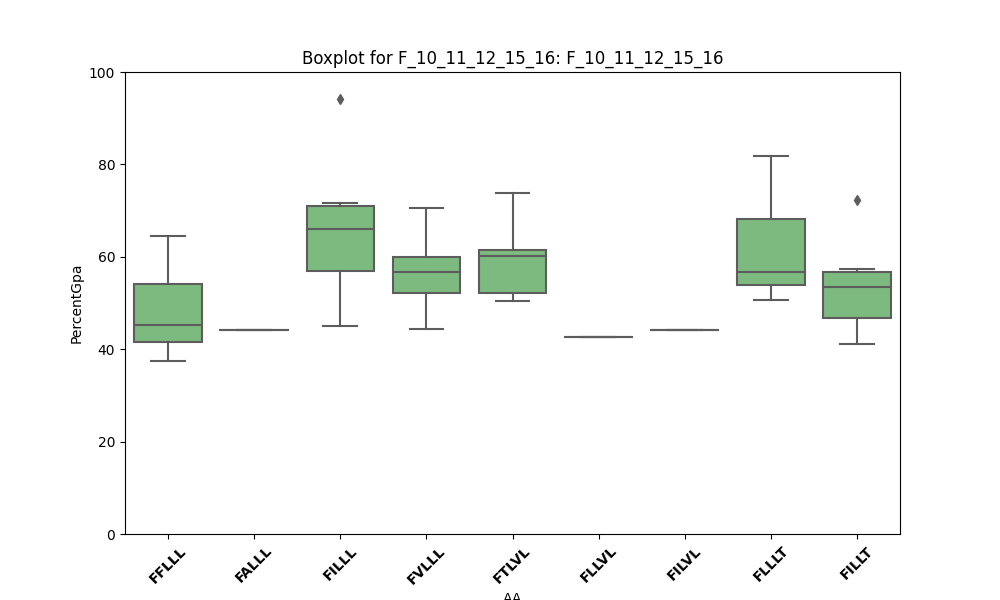 Boxplot for F_10_11_12_15_16: F_10_11_12_15_16
100
80
60
40
20
0
PercentGpa
FFLLL
FALLL
FILLL
FVLLL
FTLVL
FLLVL
FILVL
FLLLT
FILLT
AA